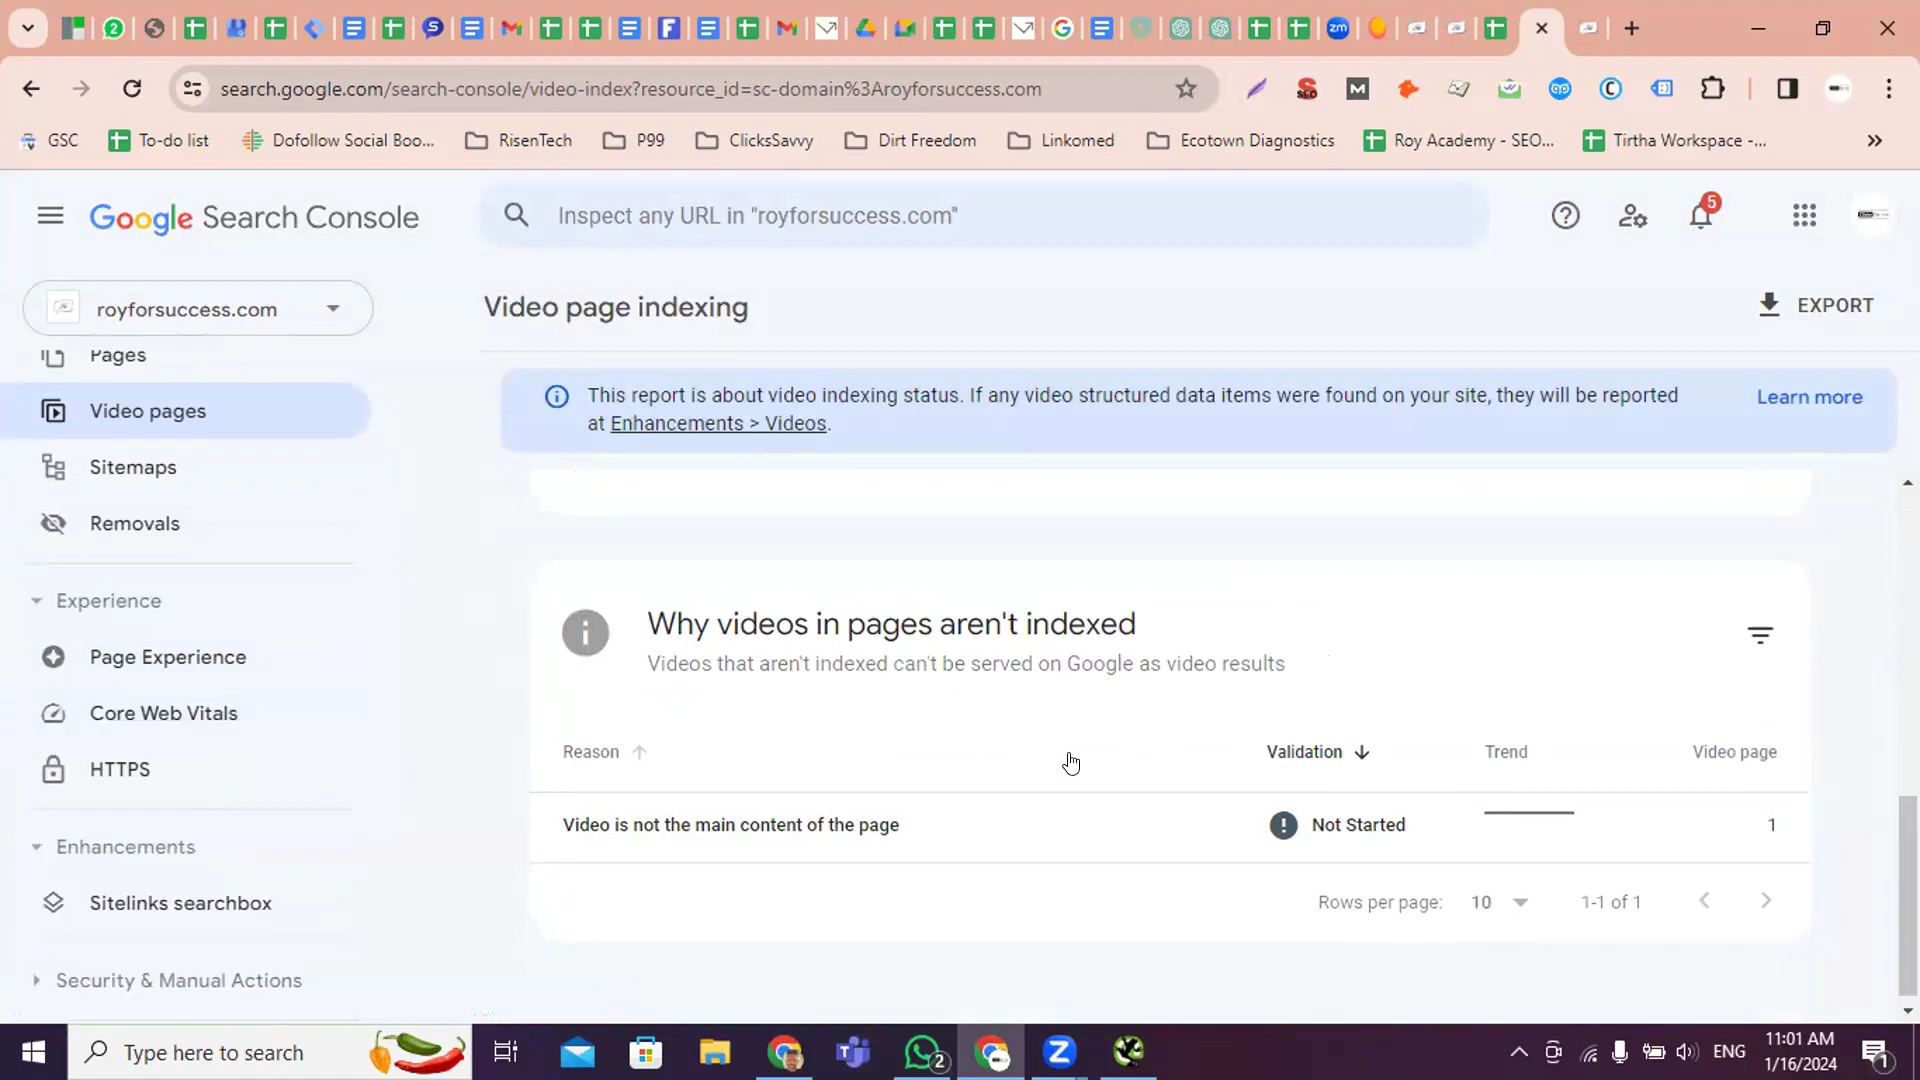 search.google.com/search-console/video-index?resource_id=sc-domain%3Aroyforsuccess.com
GSC To-do list Dofollow Social Boo... RisenTech P99 ClicksSavvy Dirt Freedom Linkomed Ecotown Diagnostics Roy Academy - SEO... Tirtha Workspace -... »
Google Search Console
Inspect any URL in "royforsuccess.com"
5
royforsuccess.com
Video page indexing
EXPORT
Pages
Video pages
Sitemaps
Removals
Experience
Page Experience
Core Web Vitals
HTTPS
Enhancements
Sitelinks searchbox
Security & Manual Actions
This report is about video indexing status. If any video structured data items were found on your site, they will be reported
at Enhancements > Videos.
Learn more
Why videos in pages aren't indexed
Videos that aren't indexed can't be served on Google as video results
Reason Validation Trend Video page
Video is not the main content of the page Not Started 1
Rows per page: 10 1-1 of 1
Type here to search
2
ENG
11:01 AM
1/16/2024
1